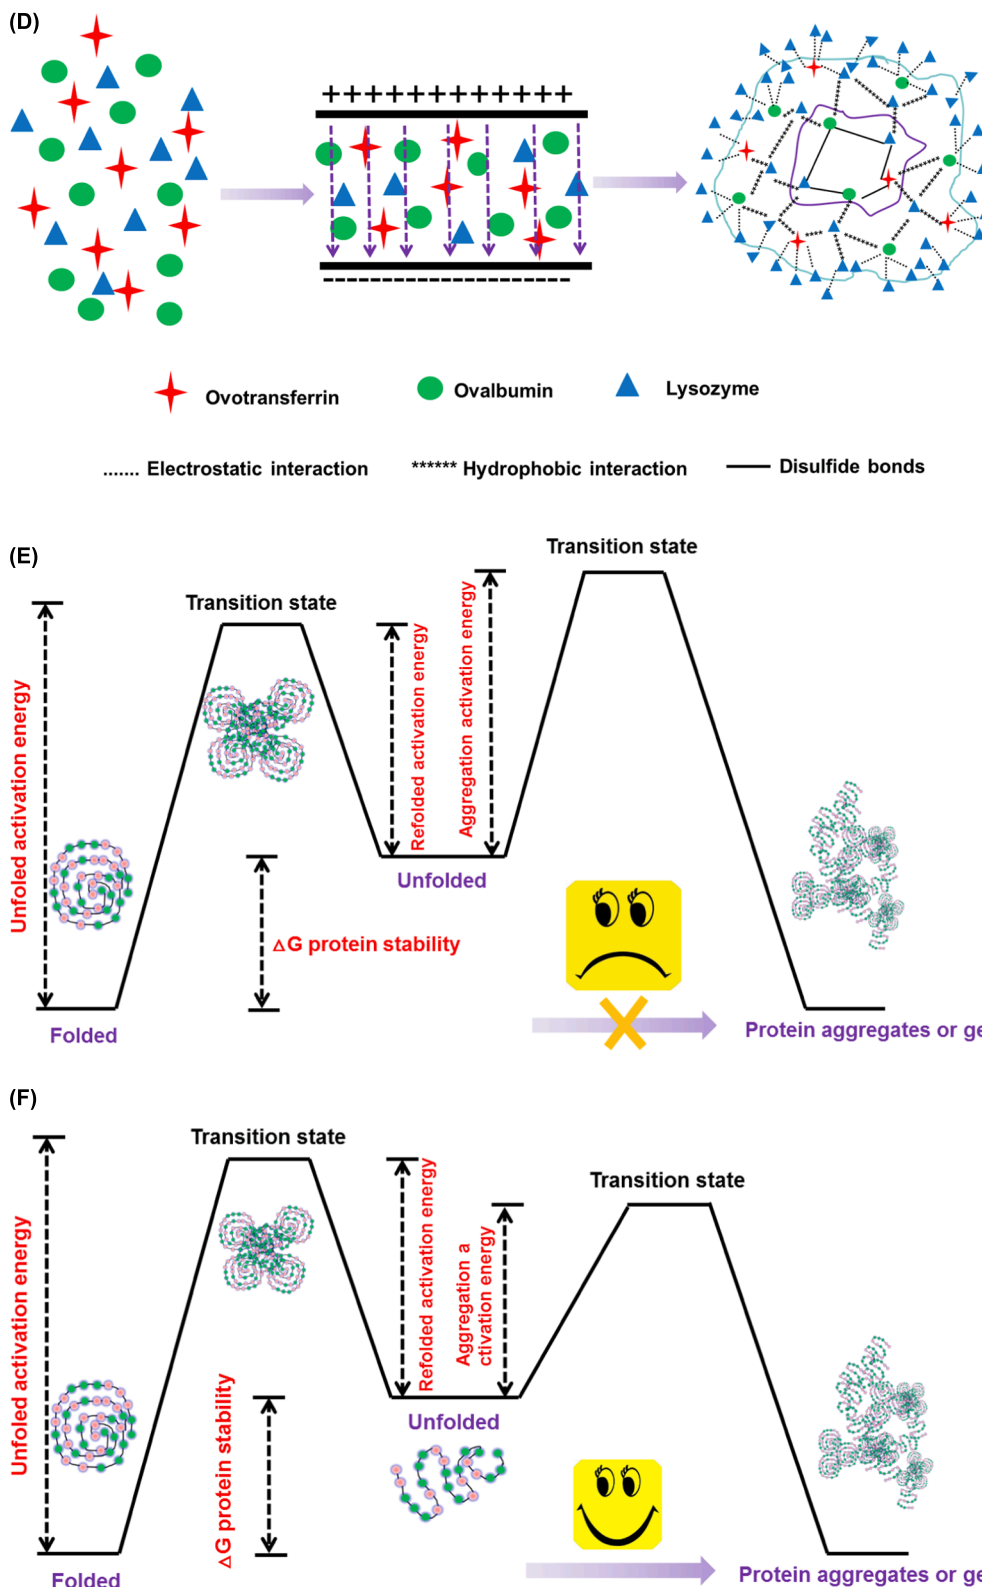 (D)
+ + + + + + + + + + + +
Ovotransferrin
Ovalbumin
Lysozyme
....... Electrostatic interaction
****** Hydrophobic interaction
Disulfide bonds
(E)
Transition state
Transition state
Unfoled activation energy
Refolded activation energy
Aggregation activation energy
Unfolded
△G protein stability
Folded
Protein aggregates or ge
(F)
Transition state
Transition state
Unfoled activation energy
Refolded activation energy
Aggregation a
ctivation energy
△G protein stability
Unfolded
Folded
Protein aggregates or ge